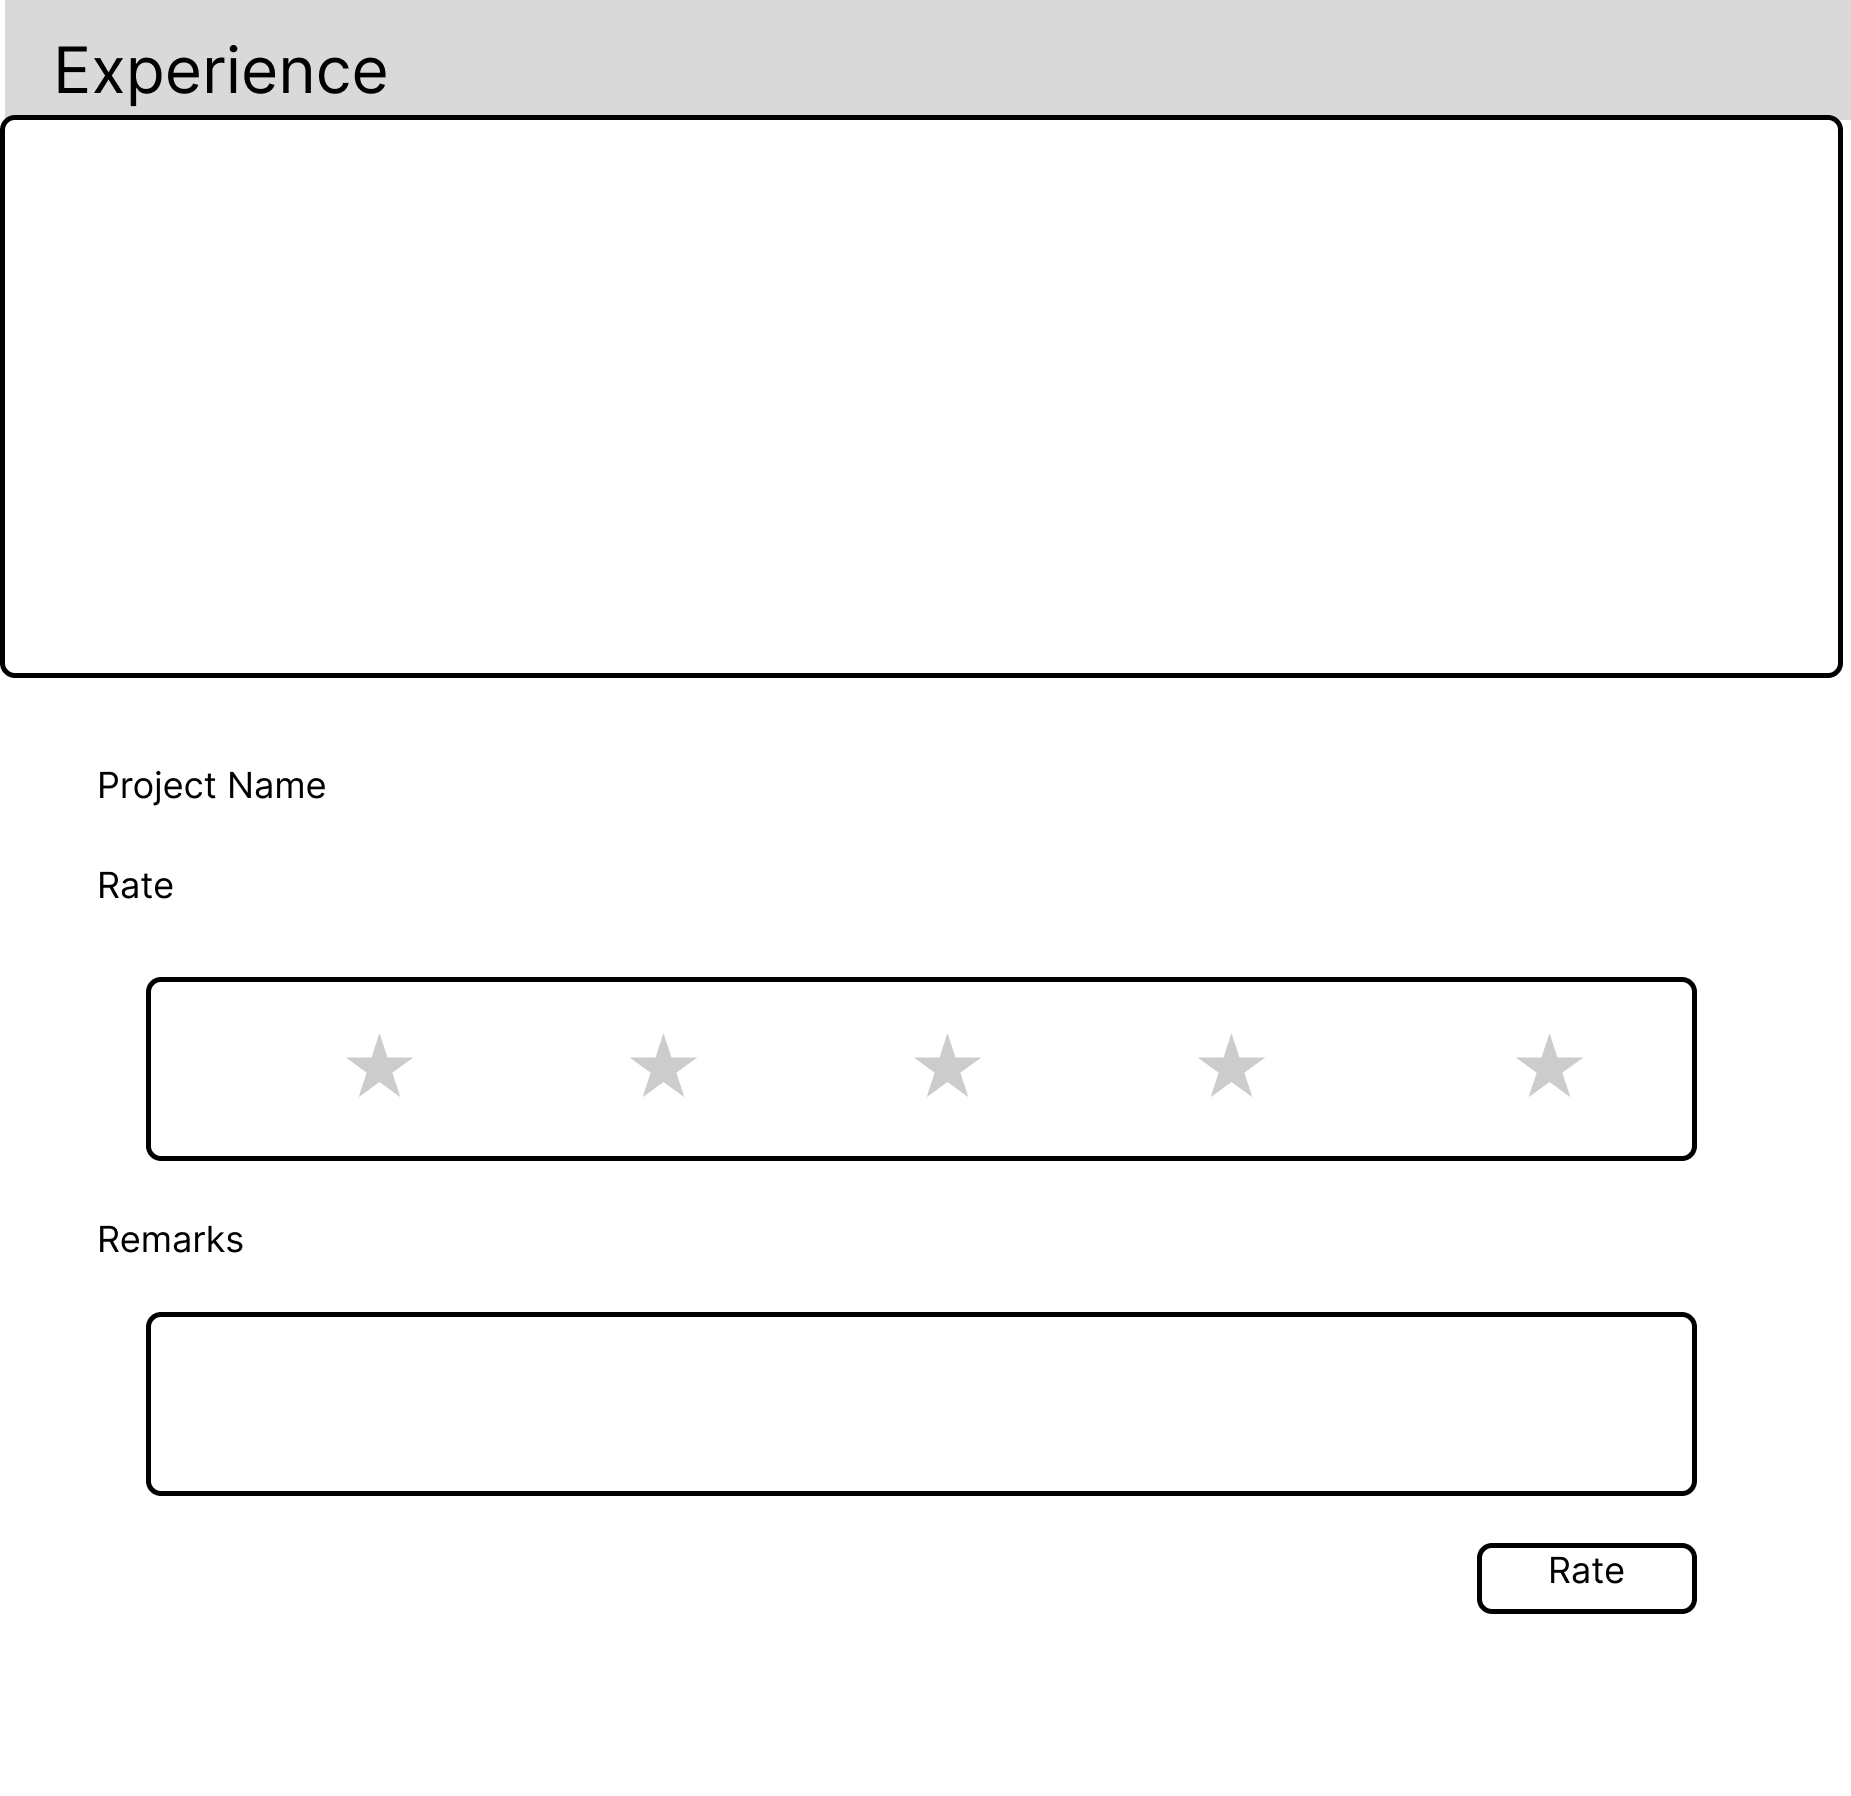 Experience
Project Name
Rate
Remarks
Rate